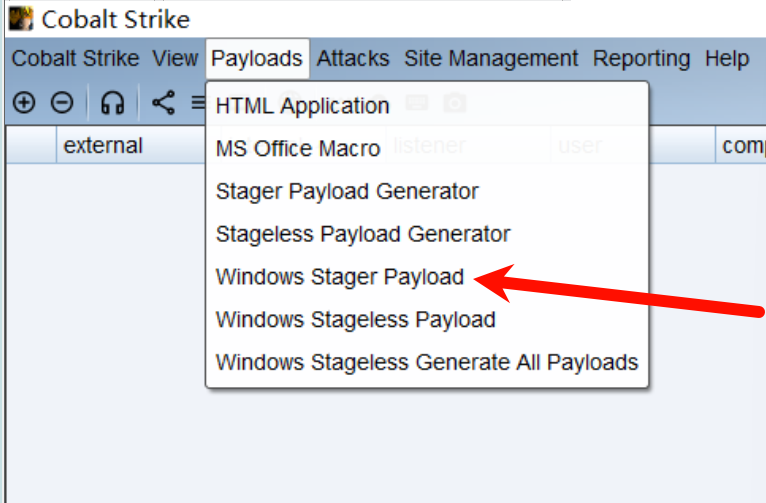 Cobalt Strike
Cobalt Strike View Payloads Attacks Site Management Reporting Help
HTML Application
external listener user
MS Office Macro
Stager Payload Generator
Stageless Payload Generator
Windows Stager Payload
Windows Stageless Payload
Windows Stageless Generate All Payloads